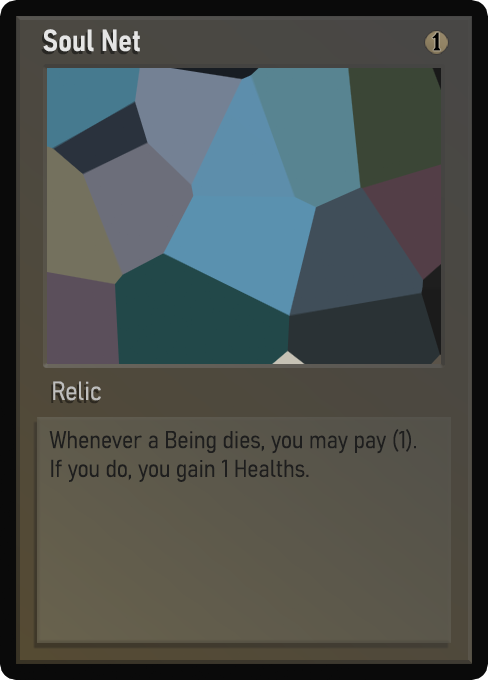 Soul Net
1
Relic
Whenever a Being dies, you may pay (1).
If you do, you gain 1 Healths.